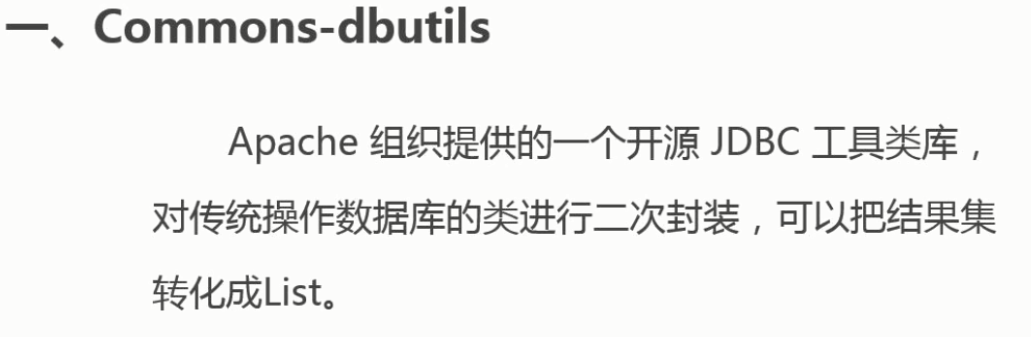 一、Commons-dbutils
Apache 组织提供的一个开源 JDBC 工具类库，
对传统操作数据库的类进行二次封装，可以把结果集
转化成List。